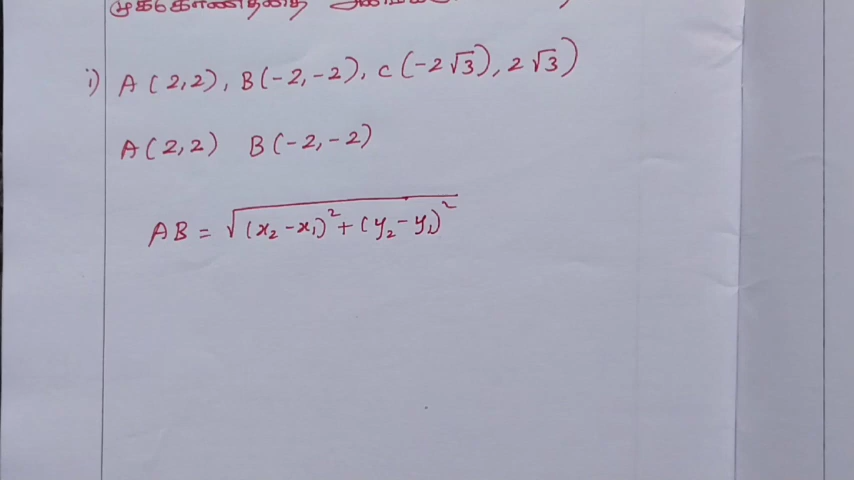 i) A (2,2), B(-2,-2), C(-2√3), 2√3)
A(2,2) B(-2,-2)
AB = √(x₂-x₁)²+(y₂-y₁)²